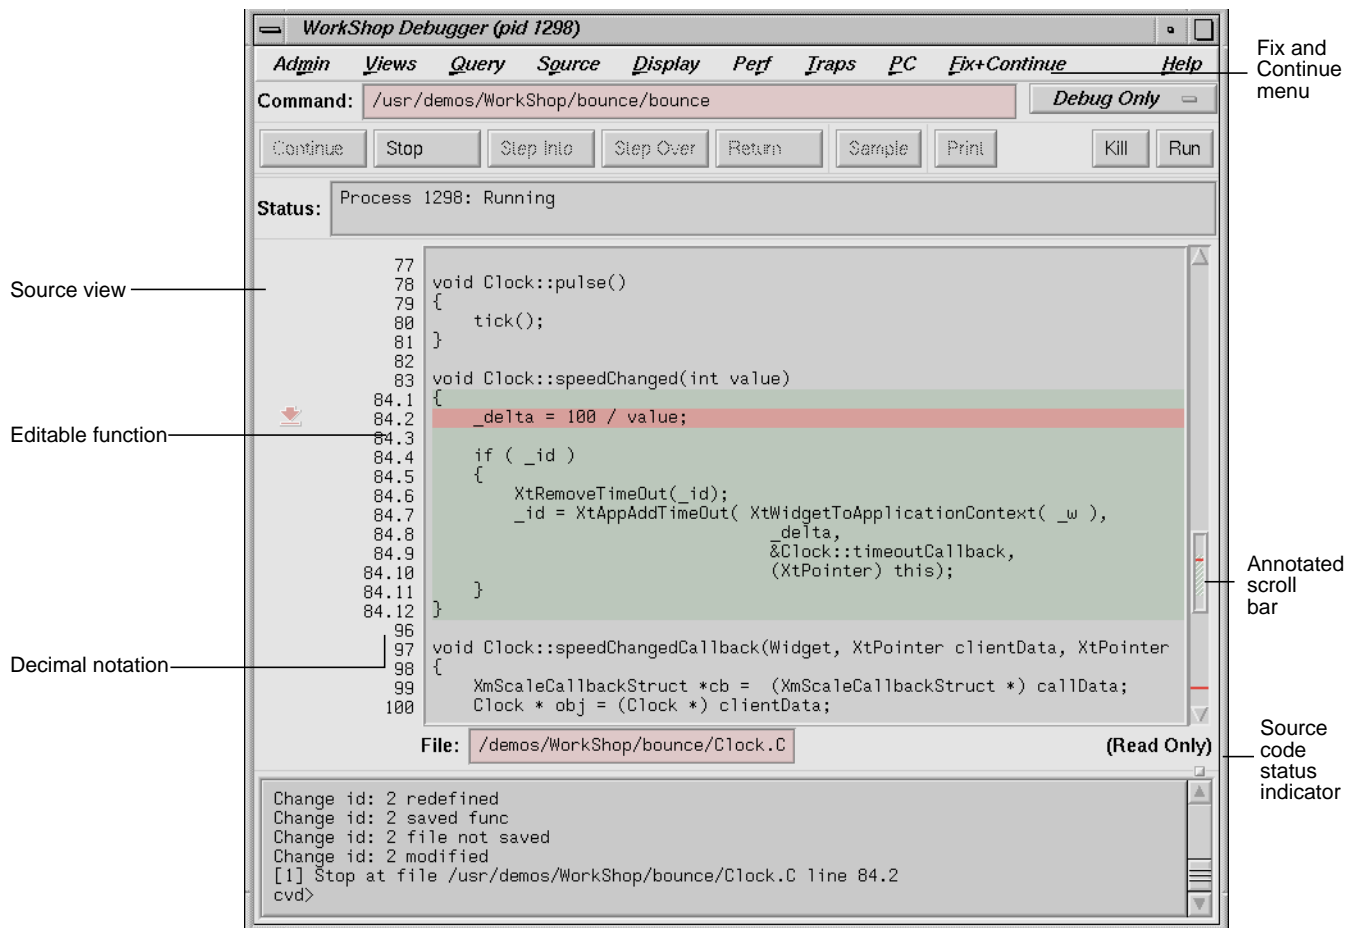 WorkShop Debugger (pid 1298)
Admin Views Query Source Display Perf Traps PC Fix+Continue Help
Fix and
Continue
menu
Command: /usr/demos/WorkShop/bounce/bounce Debug Only
Continue Stop Step Into Step Over Return Sample Print Kill Run
Status: Process 1298: Running
Source view
Editable function
Decimal notation
77
78 void Clock::pulse()
79 {
80     tick();
81 }
82
83 void Clock::speedChanged(int value)
84.1 {
84.2     _delta = 100 / value;
84.3
84.4     if ( _id )
84.5     {
84.6         XtRemoveTimeOut(_id);
84.7         _id = XtAppAddTimeOut( XtWidgetToApplicationContext( _w ),
84.8                                  _delta,
84.9                                  &Clock::timeoutCallback,
84.10                                 (XtPointer) this);
84.11     }
84.12 }
96
97 void Clock::speedChangedCallback(Widget, XtPointer clientData, XtPointer
98 {
99     XmScaleCallbackStruct *cb =  (XmScaleCallbackStruct *) callData;
100    Clock * obj = (Clock *) clientData;
Annotated
scroll
bar
File: /demos/WorkShop/bounce/Clock.C (Read Only)
Source
code
status
indicator
Change id: 2 redefined
Change id: 2 saved func
Change id: 2 file not saved
Change id: 2 modified
[1] Stop at file /usr/demos/WorkShop/bounce/Clock.C line 84.2
cvd>